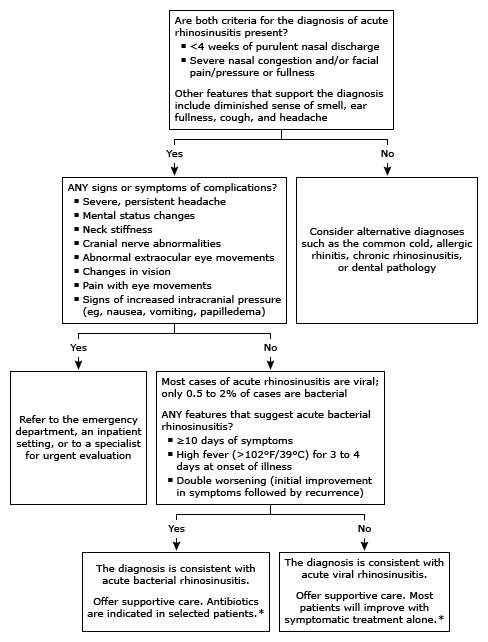 Are both criteria for the diagnosis of acute
rhinosinusitis present?
▪ <4 weeks of purulent nasal discharge
▪ Severe nasal congestion and/or facial
pain/pressure or fullness
Other features that support the diagnosis
include diminished sense of smell, ear
fullness, cough, and headache
Yes
No
ANY signs or symptoms of complications?
▪ Severe, persistent headache
▪ Mental status changes
▪ Neck stiffness
▪ Cranial nerve abnormalities
▪ Abnormal extraocular eye movements
▪ Changes in vision
▪ Pain with eye movements
▪ Signs of increased intracranial pressure
(eg, nausea, vomiting, papilledema)
Consider alternative diagnoses
such as the common cold, allergic
rhinitis, chronic rhinosinusitis,
or dental pathology
Yes
No
Refer to the emergency
department, an inpatient
setting, or to a specialist
for urgent evaluation
Most cases of acute rhinosinusitis are viral;
only 0.5 to 2% of cases are bacterial
ANY features that suggest acute bacterial
rhinosinusitis?
▪ ≥10 days of symptoms
▪ High fever (>102°F/39°C) for 3 to 4
days at onset of illness
▪ Double worsening (initial improvement
in symptoms followed by recurrence)
Yes
No
The diagnosis is consistent with
acute bacterial rhinosinusitis.
Offer supportive care. Antibiotics
are indicated in selected patients.*
The diagnosis is consistent with
acute viral rhinosinusitis.
Offer supportive care. Most
patients will improve with
symptomatic treatment alone.*